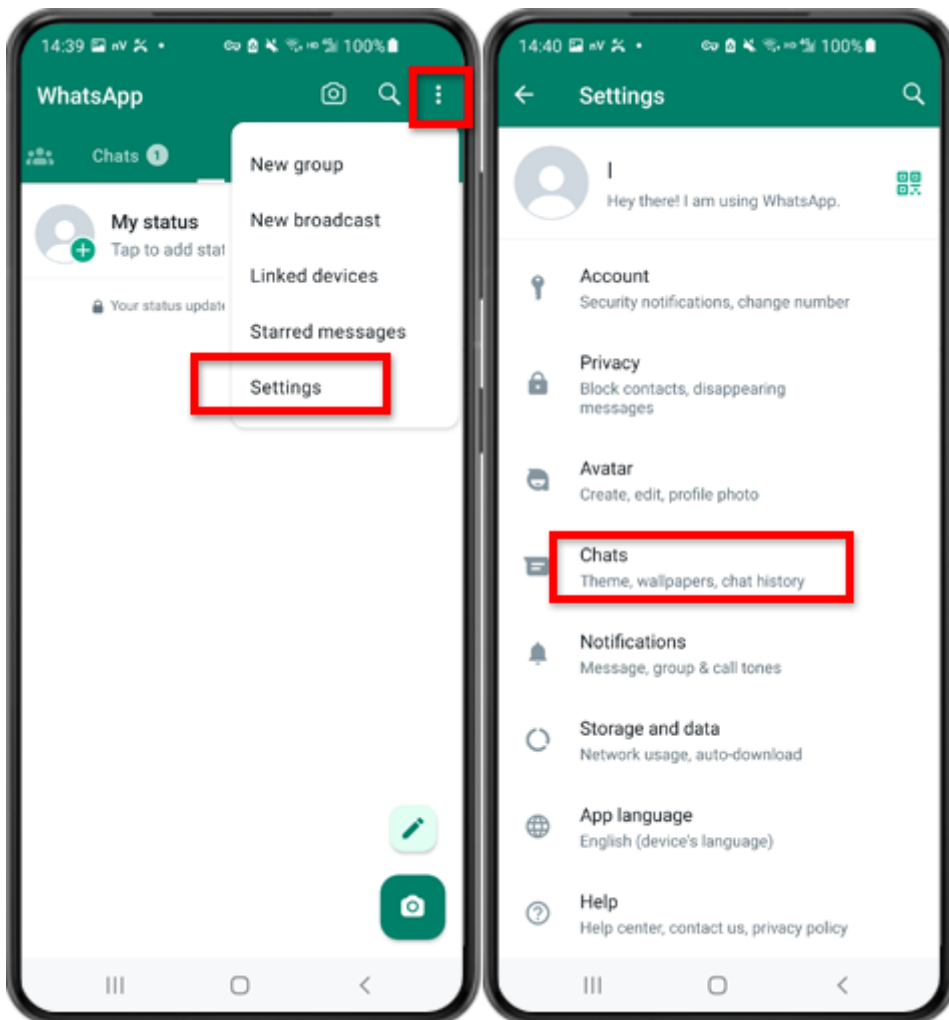 14:39
100%
WhatsApp
Chats 1
New group
New broadcast
Linked devices
Starred messages
Settings
My status
Tap to add stat
Your status updat
14:40
100%
Settings
I
Hey there! I am using WhatsApp.
Account
Security notifications, change number
Privacy
Block contacts, disappearing
messages
Avatar
Create, edit, profile photo
Chats
Theme, wallpapers, chat history
Notifications
Message, group & call tones
Storage and data
Network usage, auto-download
App language
English (device's language)
Help
Help center, contact us, privacy policy